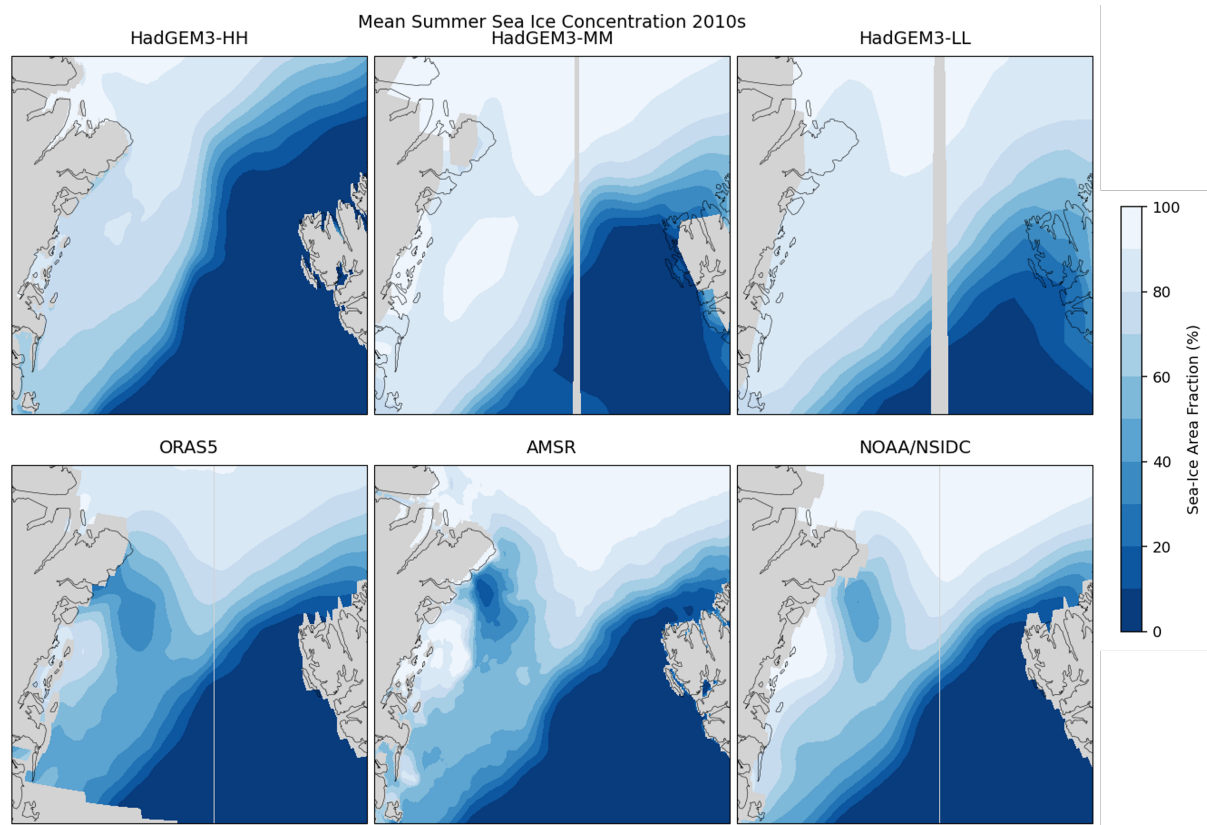 Mean Summer Sea Ice Concentration 2010s
HadGEM3-HH
HadGEM3-MM
HadGEM3-LL
ORAS5
AMSR
NOAA/NSIDC
100
80
60
40
20
0
Sea-Ice Area Fraction (%)